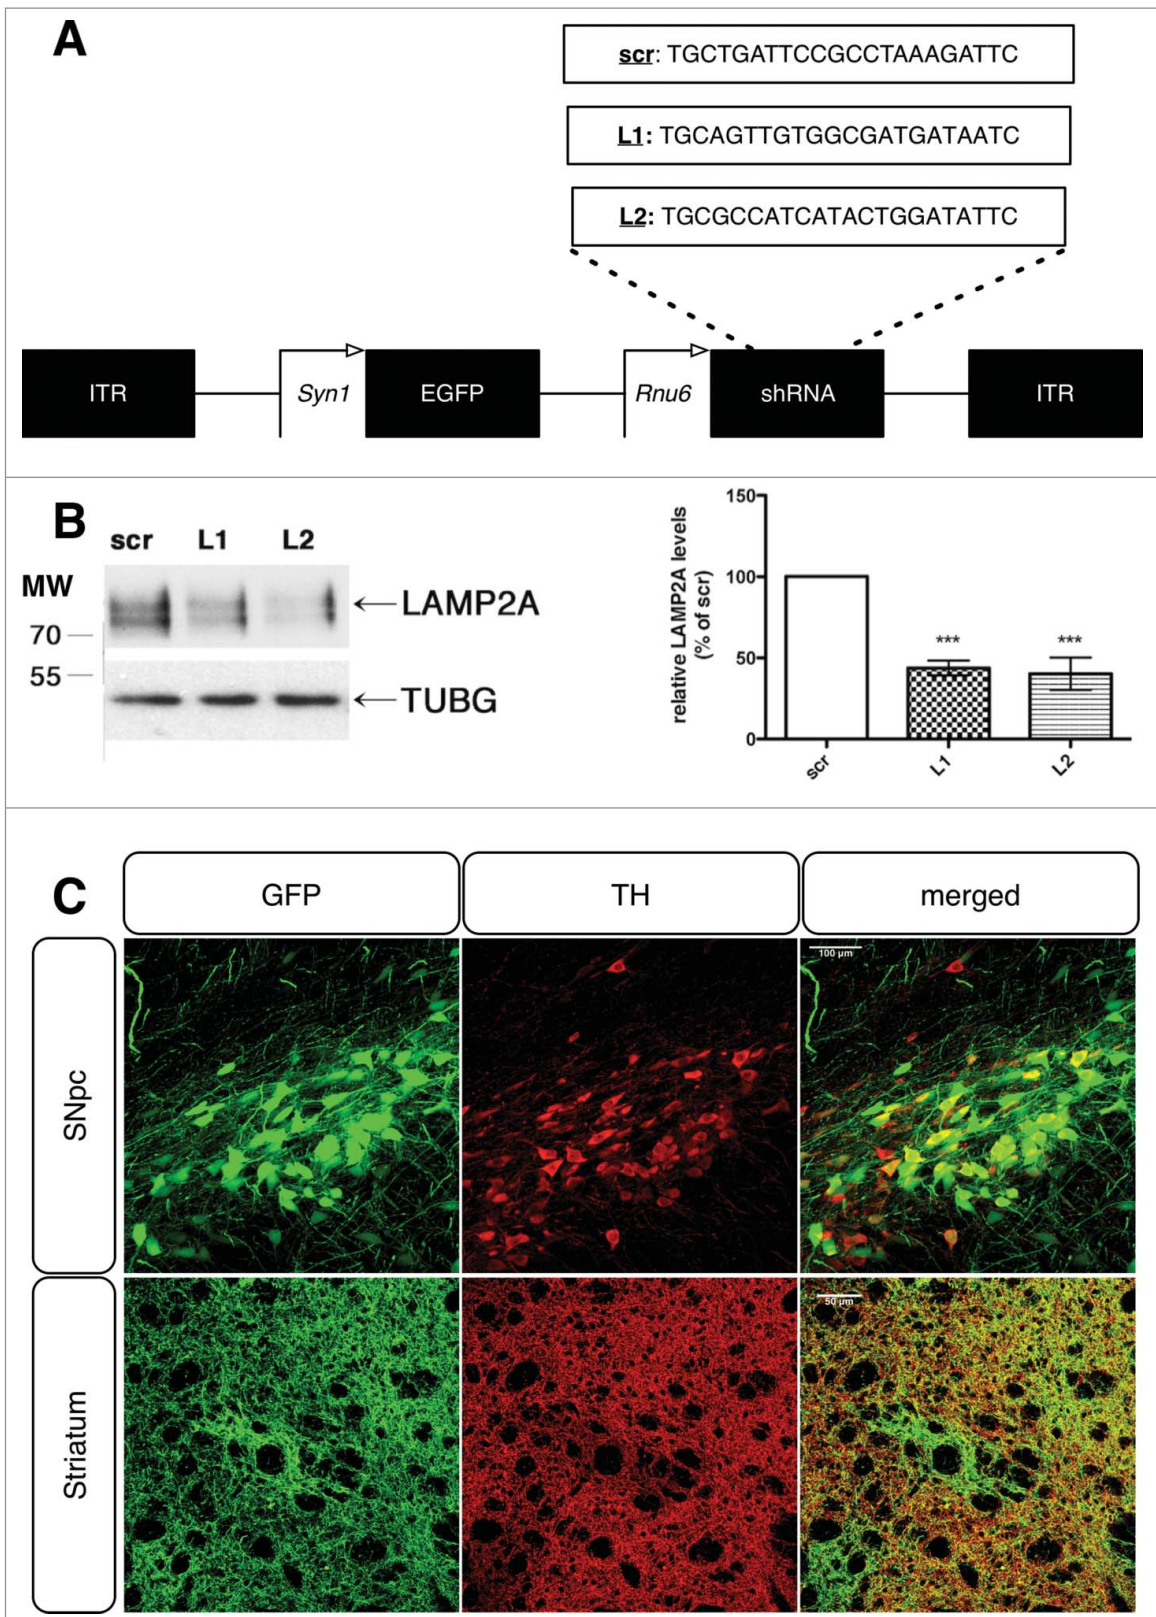 A
scr: TGCTGATTCCGCCTAAAGATTC
L1: TGCAGTTGTGGCGATGATAATC
L2: TGCGCCATCATACTGGATATTC
ITR Syn1 EGFP Rnu6 shRNA ITR
B
scr L1 L2
MW
LAMP2A
70
55
TUBG
relative LAMP2A levels
(% of scr)
150
100
50
0
*** ***
scr L1 L2
C
GFP TH merged
SNpc
100 μm
Striatum
50 μm